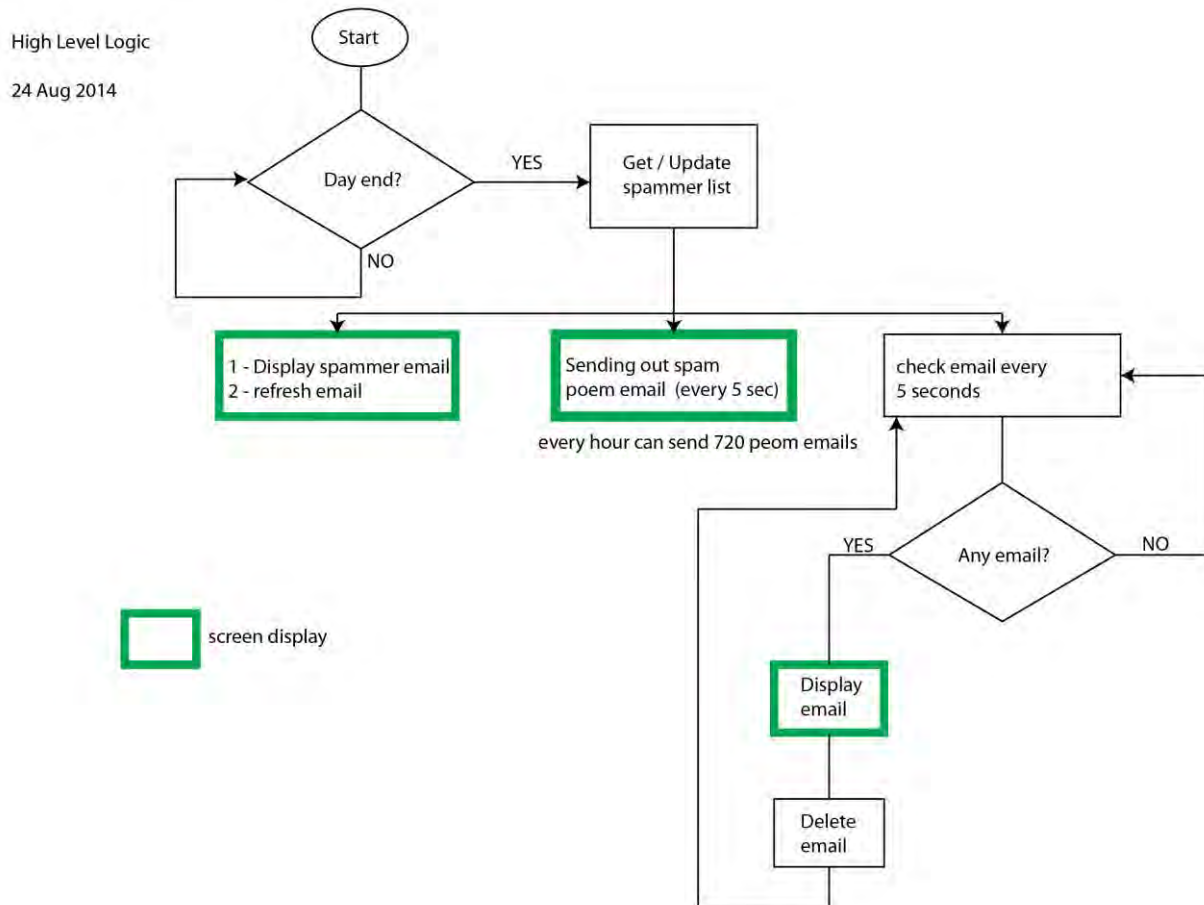 High Level Logic
24 Aug 2014
Start
Day end?
YES
NO
Get / Update
spammer list
1 - Display spammer email
2 - refresh email
Sending out spam
poem email  (every 5 sec)
every hour can send 720 peom emails
check email every
5 seconds
Any email?
YES
NO
Display
email
Delete
email
screen display